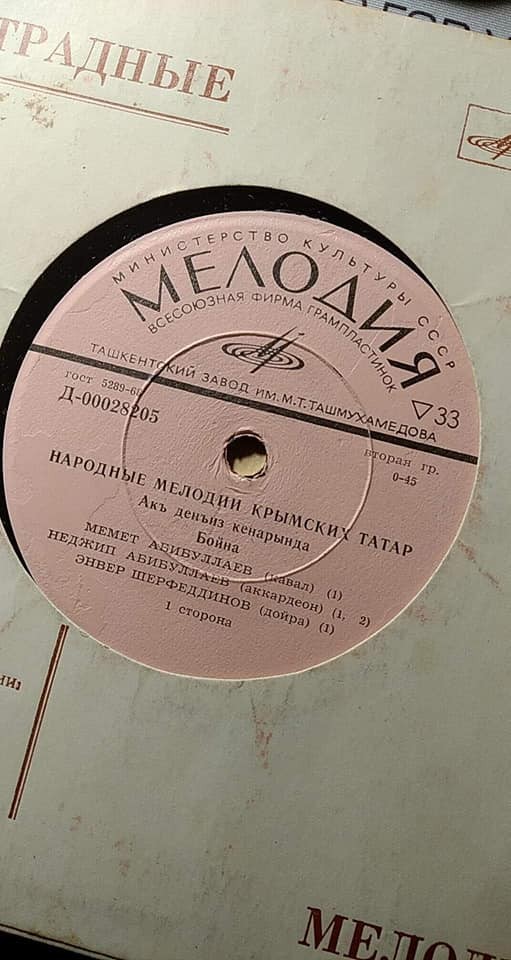 ТРАДНЫЕ
МИНИСТЕРСТВО КУЛЬТУРЫ СССР
МЕЛОДИЯ
ВСЕСОЮЗНАЯ ФИРМА ГРАМПЛАСТИНОК
ТАШКЕНТСКИЙ ЗАВОД ИМ. М.Т.ТАШМУХАМЕДОВА
33
гост 5289-68
Д-00028205
вторая гр.
0-45
НАРОДНЫЕ МЕЛОДИИ КРЫМСКИХ ТАТАР
Акъ денъиз кенарында
Бойна
МЕМЕТ АБИБУЛЛАЕВ (кавал) (1)
НЕДЖИП АБИБУЛЛАЕВ (аккардеон) (1, 2)
ЭНВЕР ШЕРФЕДДИНОВ (дойра) (1)
1 сторона
МЕЛОД